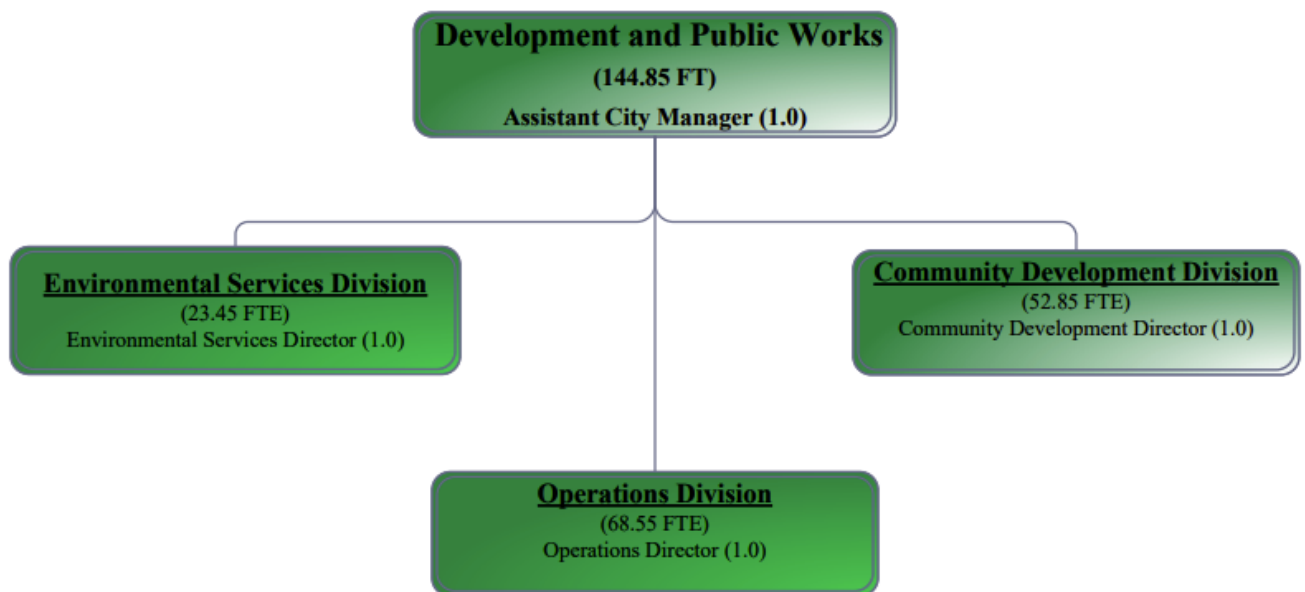 Development and Public Works
(144.85 FT)
Assistant City Manager (1.0)
Environmental Services Division
(23.45 FTE)
Environmental Services Director (1.0)
Community Development Division
(52.85 FTE)
Community Development Director (1.0)
Operations Division
(68.55 FTE)
Operations Director (1.0)